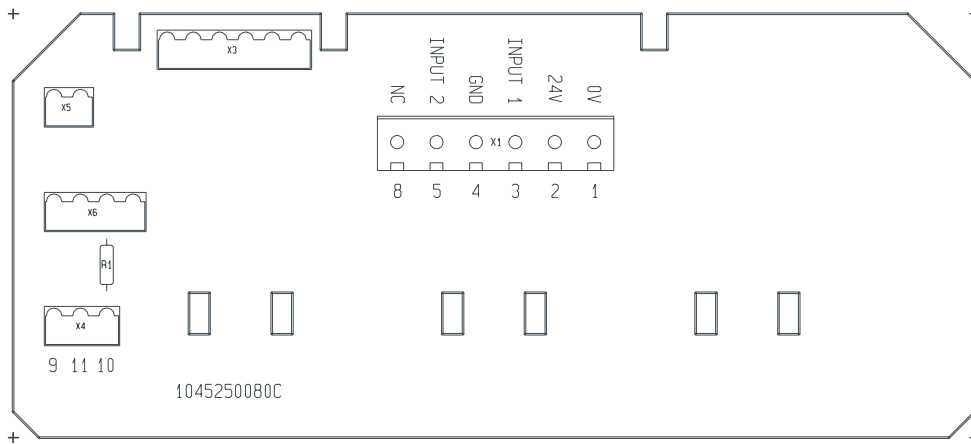 X3
X5
NC
INPUT 2
GND
INPUT 1
24V
0V
X1
8 5 4 3 2 1
X6
R1
X4
9 11 10
1045250080C